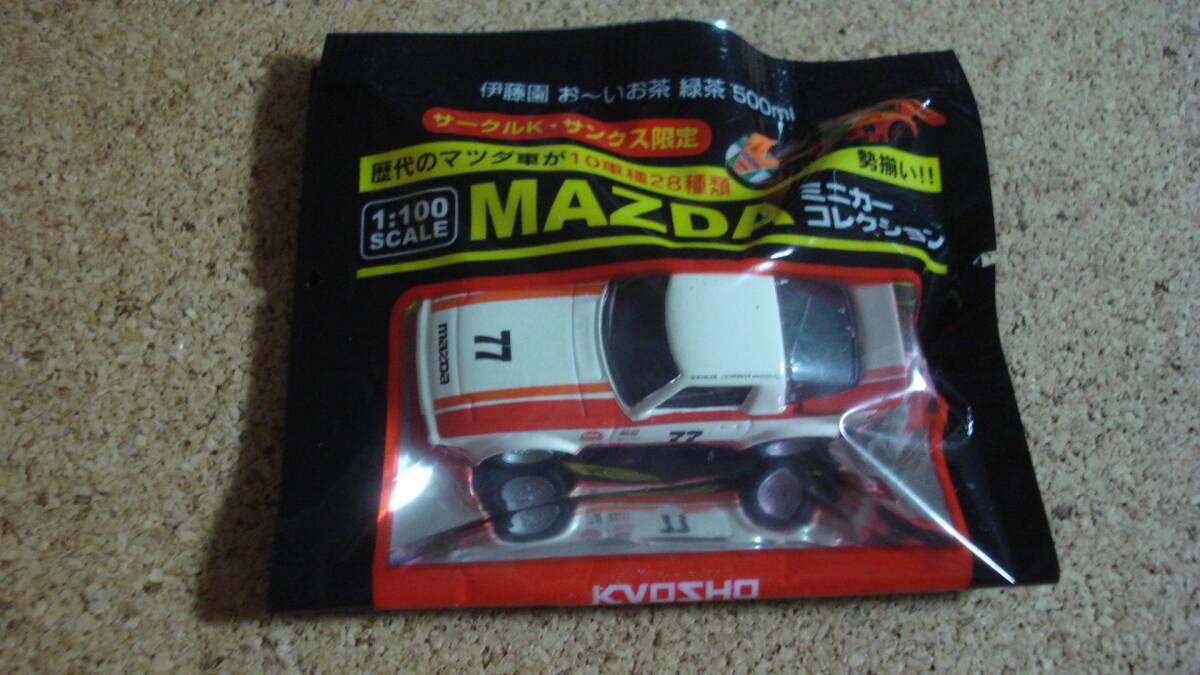 伊藤園 お〜いお茶 緑茶 500ml
サークルK・サンクス限定
歴代のマツダ車が10車種28種類
勢揃い!!
1:100
SCALE
MAZDA
ミニカー
コレクション
77
mazda
77
KYOSHO